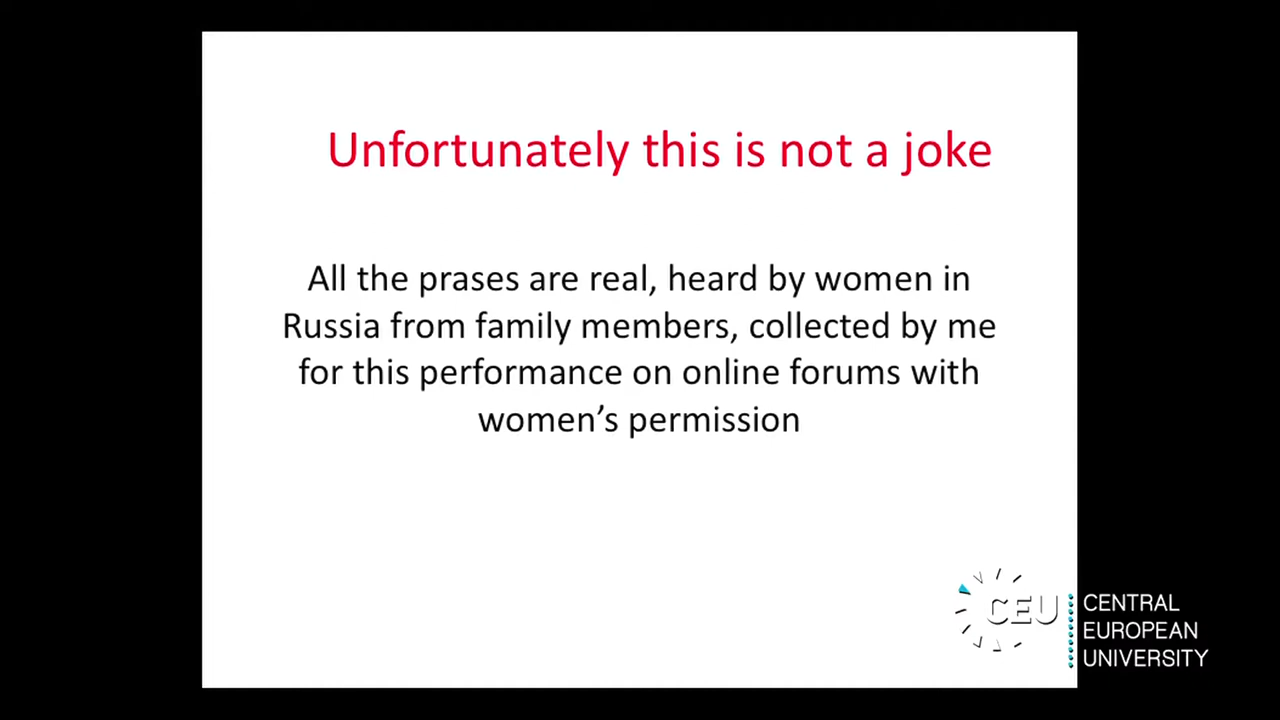 Unfortunately this is not a joke
All the prases are real, heard by women in
Russia from family members, collected by me
for this performance on online forums with
women’s permission
CEU
CENTRAL
EUROPEAN
UNIVERSITY